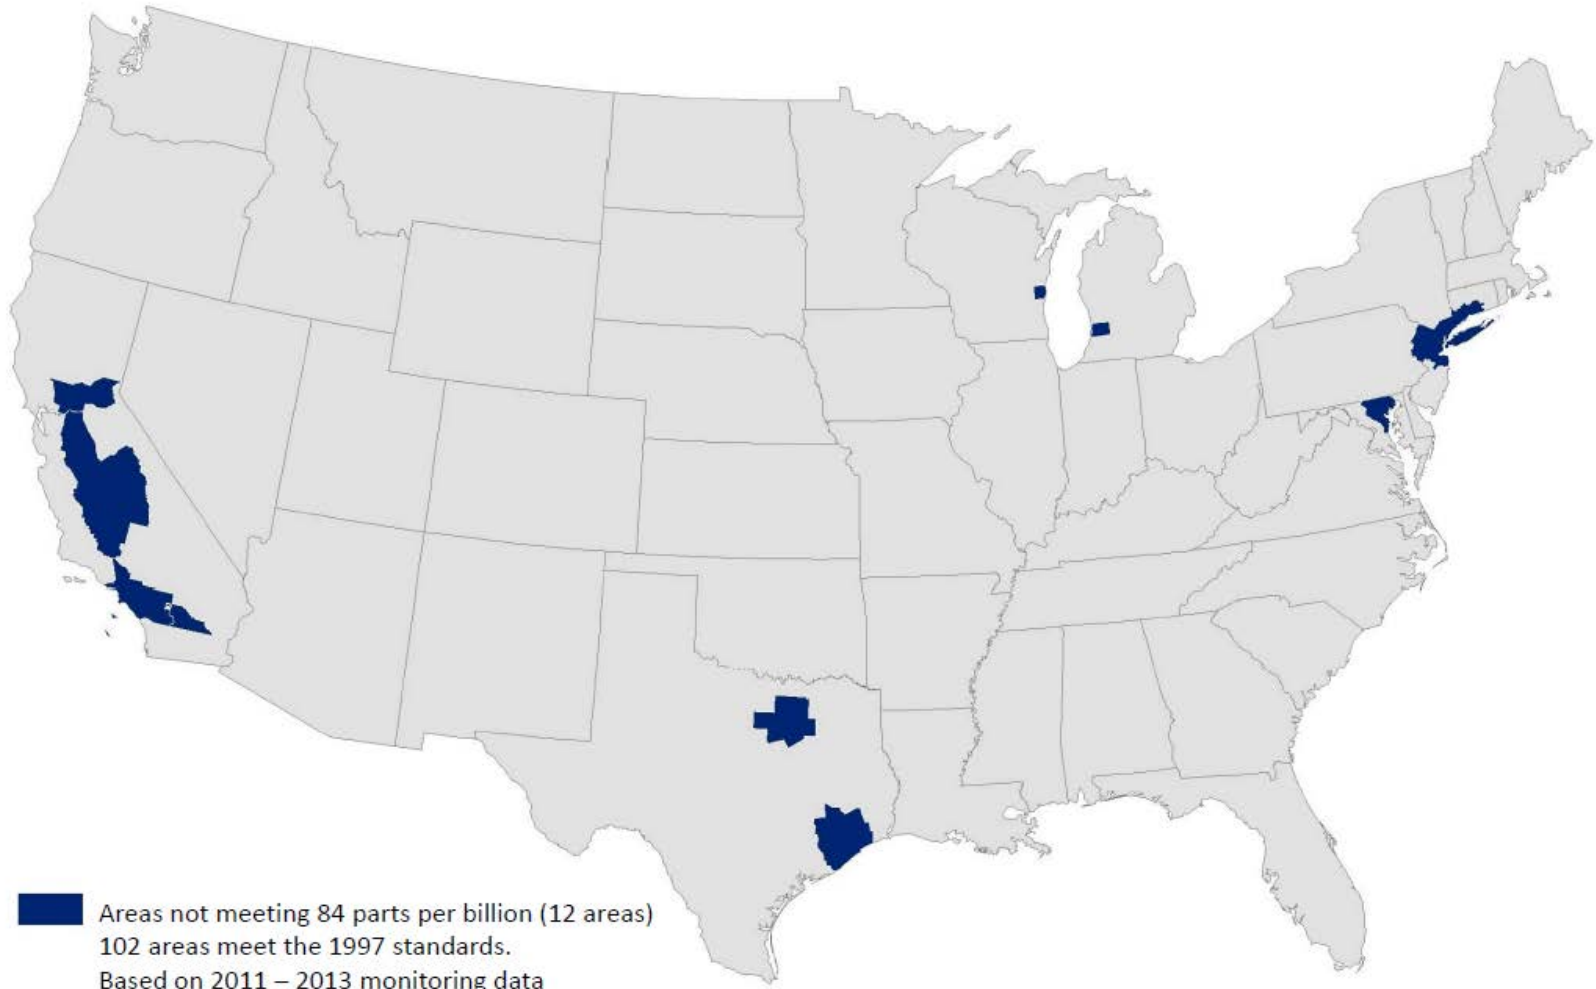 Areas not meeting 84 parts per billion (12 areas)
102 areas meet the 1997 standards.
Based on 2011 – 2013 monitoring data